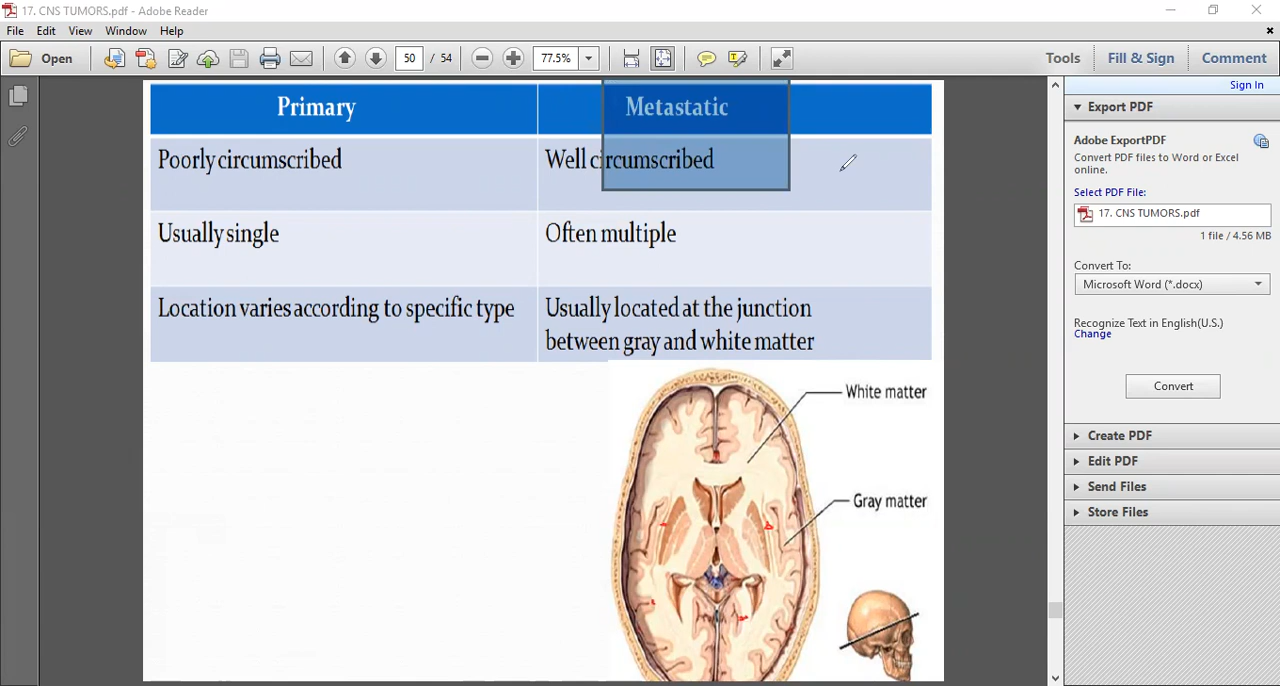 17. CNS TUMORS.pdf - Adobe Reader
File Edit View Window Help
Open 50 / 54 77.5% Tools Fill & Sign Comment
Sign In
Primary Metastatic
Poorly circumscribed Well circumscribed
Usually single Often multiple
Location varies according to specific type Usually located at the junction
between gray and white matter
White matter
Gray matter
Export PDF
Adobe ExportPDF
Convert PDF files to Word or Excel
online.
Select PDF File:
17. CNS TUMORS.pdf
1 file / 4.56 MB
Convert To:
Microsoft Word (*.docx)
Recognize Text in English(U.S.)
Change
Convert
Create PDF
Edit PDF
Send Files
Store Files